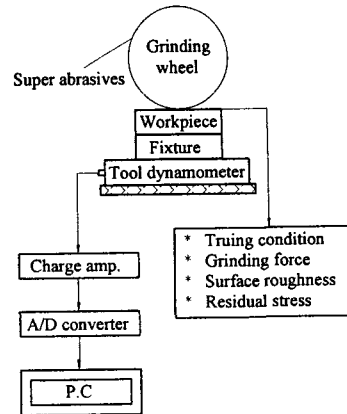 Grinding
wheel
Super abrasives
Workpiece
Fixture
Tool dynamometer
* Truing condition
* Grinding force
* Surface roughness
* Residual stress
Charge amp.
A/D converter
P.C